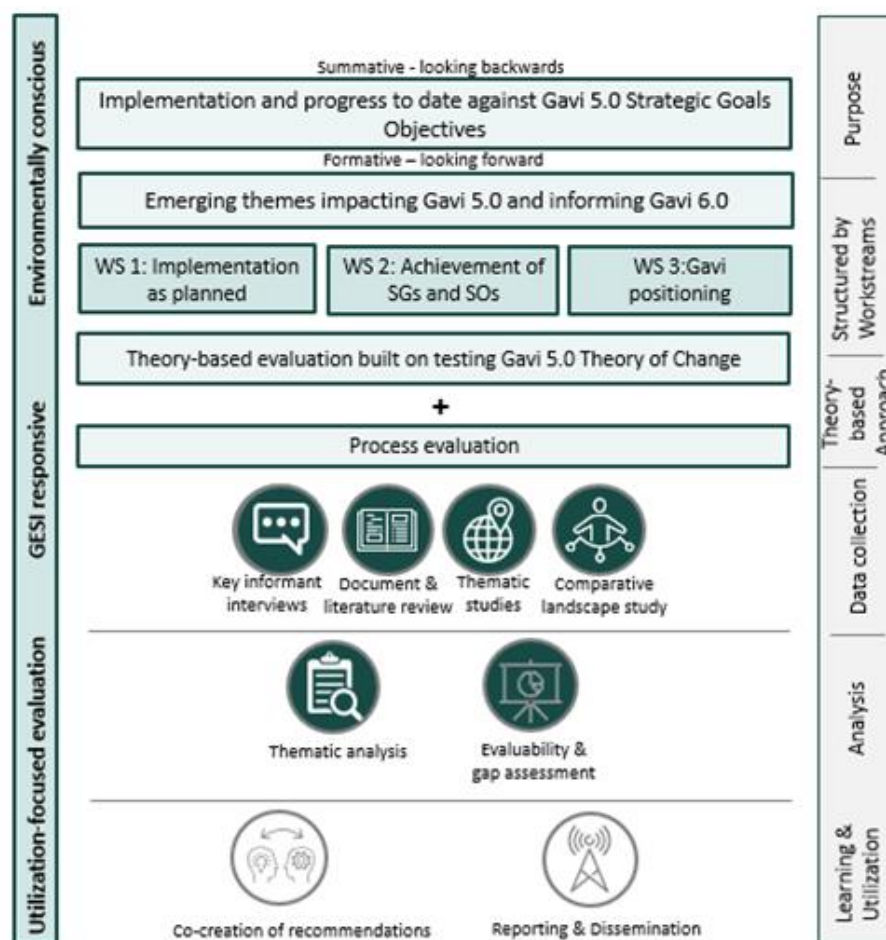 Environmentally conscious
GESI responsive
Utilization-focused evaluation
Summative - looking backwards
Implementation and progress to date against Gavi 5.0 Strategic Goals
Objectives
Formative – looking forward
Emerging themes impacting Gavi 5.0 and informing Gavi 6.0
WS 1: Implementation
as planned
WS 2: Achievement of
SGs and SOs
WS 3:Gavi
positioning
Theory-based evaluation built on testing Gavi 5.0 Theory of Change
+
Process evaluation
Key informant
interviews
Document &
literature review
Thematic
studies
Comparative
landscape study
Thematic analysis
Evaluability &
gap assessment
Co-creation of recommendations
Reporting & Dissemination
Purpose
Structured by
Workstreams
Theory-
based
Approach
Data collection
Analysis
Learning &
Utilization